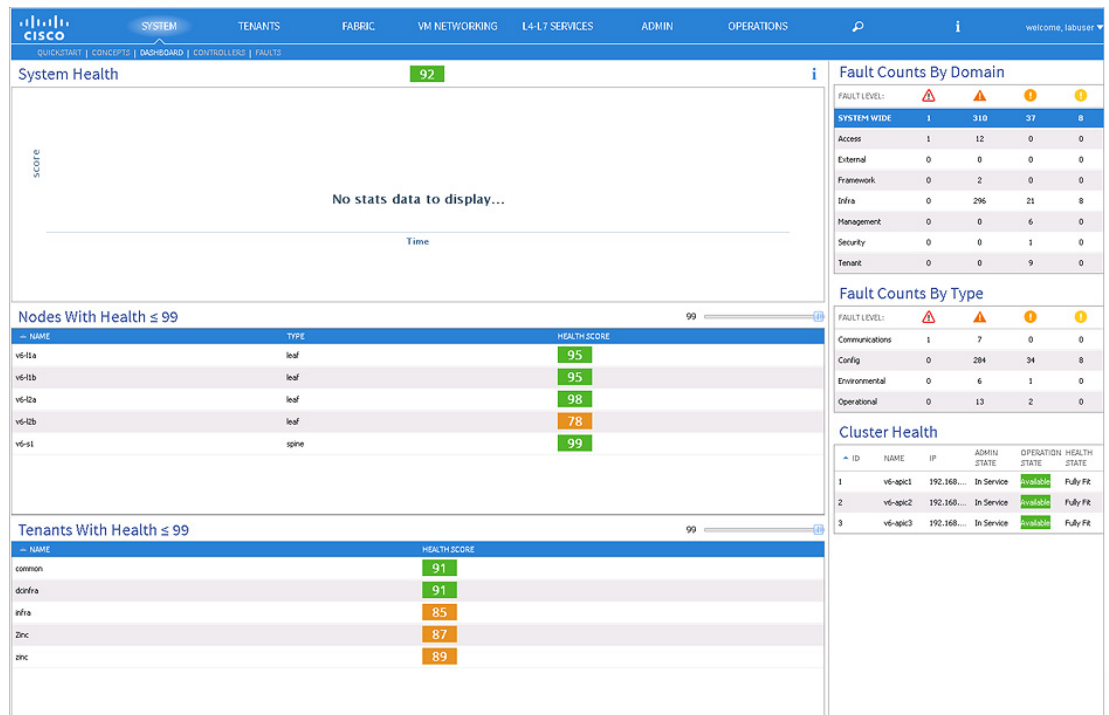 CISCO
SYSTEM TENANTS FABRIC VM NETWORKING L4-L7 SERVICES ADMIN OPERATIONS i welcome, labuser
QUICKSTART | CONCEPTS | DASHBOARD | CONTROLLERS | FAULTS
System Health 92 i
score
No stats data to display...
Time
Nodes With Health ≤ 99 99
NAME TYPE HEALTH SCORE
v6-l1a leaf 95
v6-l1b leaf 95
v6-l2a leaf 98
v6-l2b leaf 78
v6-s1 spine 99
Tenants With Health ≤ 99 99
NAME HEALTH SCORE
common 91
dcinfra 91
infra 85
Zinc 87
zinc 89
Fault Counts By Domain
FAULT LEVEL:
SYSTEM WIDE 1 310 37 8
Access 1 12 0 0
External 0 0 0 0
Framework 0 2 0 0
Infra 0 296 21 8
Management 0 0 6 0
Security 0 0 1 0
Tenant 0 0 9 0
Fault Counts By Type
FAULT LEVEL:
Communications 1 7 0 0
Config 0 284 34 8
Environmental 0 6 1 0
Operational 0 13 2 0
Cluster Health
ID NAME IP ADMIN STATE OPERATION STATE HEALTH STATE
1 v6-apic1 192.168.... In Service Available Fully Fit
2 v6-apic2 192.168.... In Service Available Fully Fit
3 v6-apic3 192.168.... In Service Available Fully Fit